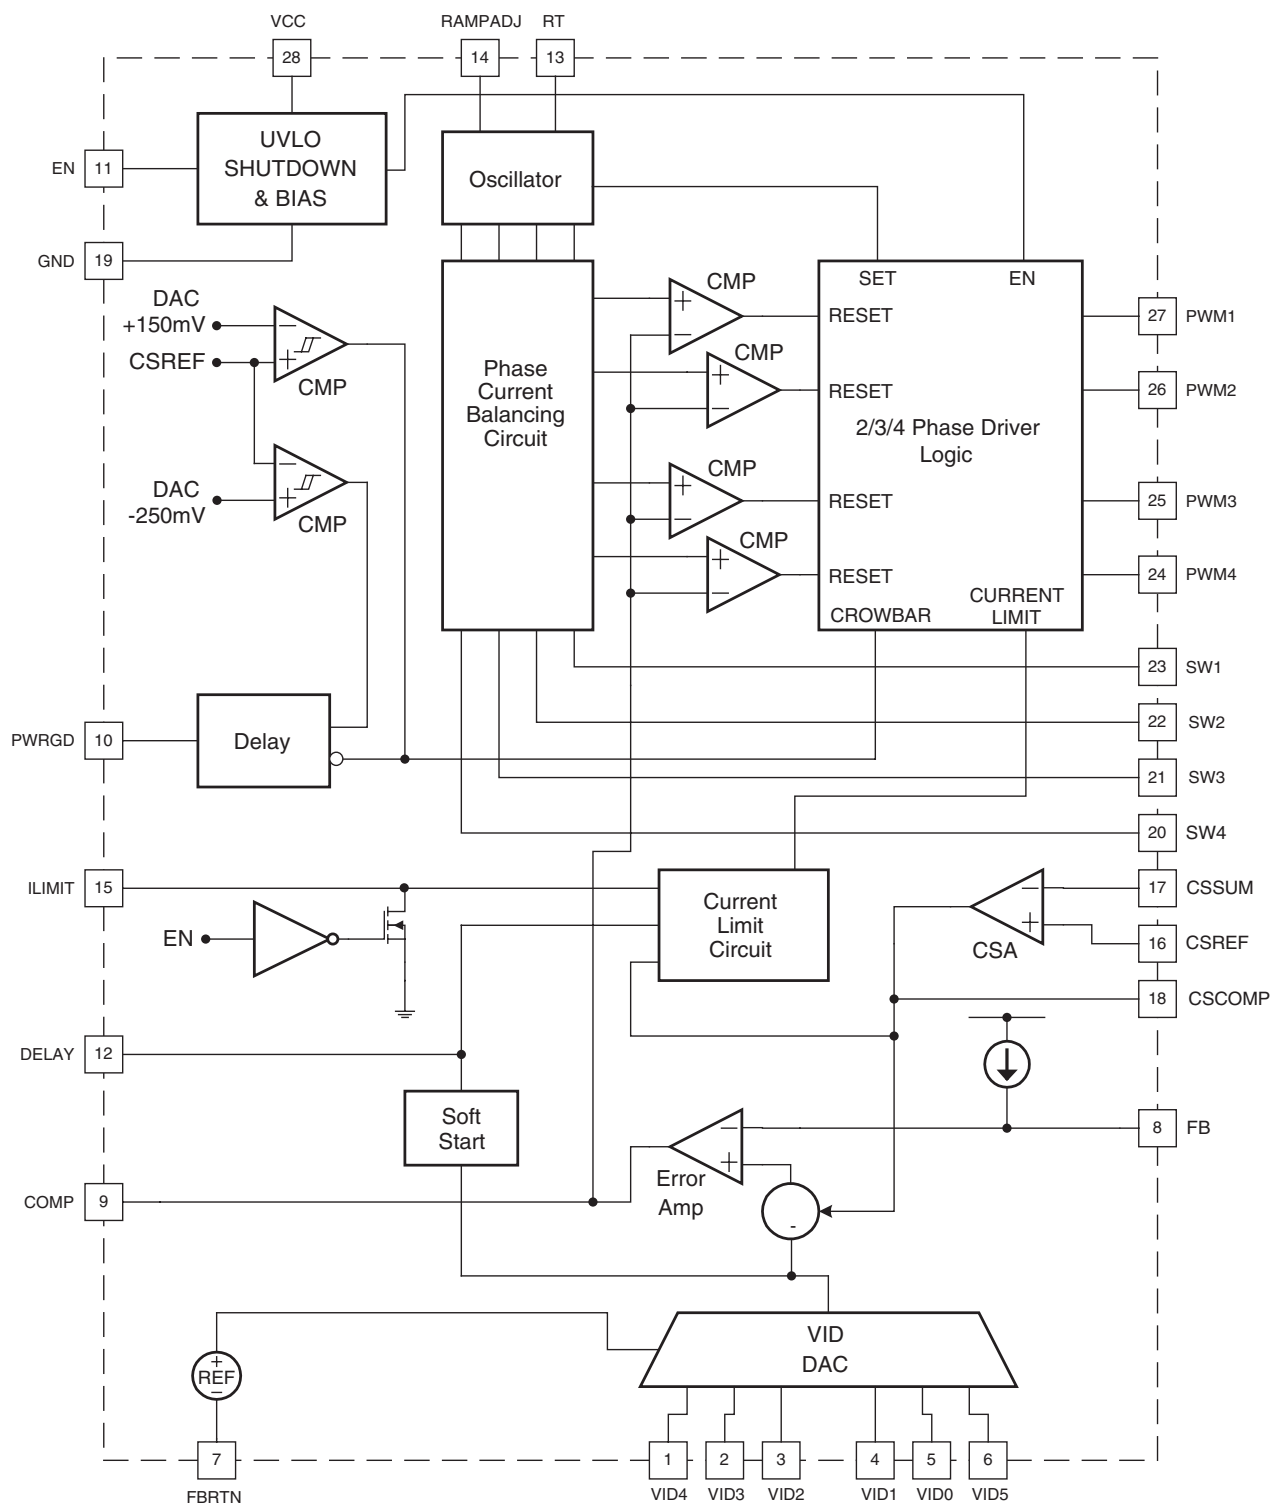 VCC
RAMPADJ
RT
28
14
13
UVLO
SHUTDOWN
& BIAS
EN
11
Oscillator
GND
19
SET
EN
DAC
+150mV
−
CSREF
+
CMP
CMP
+
−
RESET
27
PWM1
Phase
Current
Balancing
Circuit
CMP
+
−
RESET
26
PWM2
2/3/4 Phase Driver
Logic
DAC
-250mV
−
+
CMP
CMP
+
−
RESET
25
PWM3
CMP
+
−
RESET
24
PWM4
CROWBAR
CURRENT
LIMIT
23
SW1
22
SW2
PWRGD
10
Delay
21
SW3
20
SW4
ILIMIT
15
Current
Limit
Circuit
−
+
CSA
17
CSSUM
EN
16
CSREF
18
CSCOMP
DELAY
12
Soft
Start
−
+
Error
Amp
8
FB
COMP
9
-
VID
DAC
+
REF
−
7
FBRTN
1
2
3
4
5
6
VID4
VID3
VID2
VID1
VID0
VID5